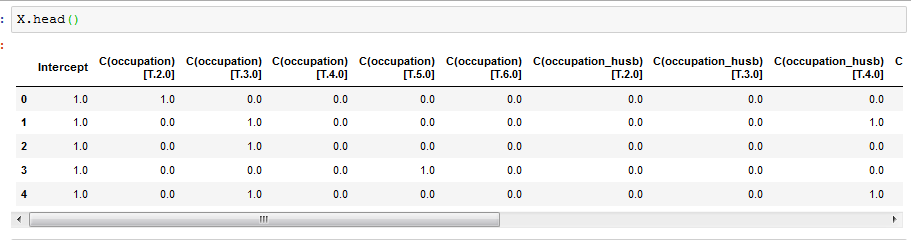 : X.head()
:
Intercept C(occupation) C(occupation) C(occupation) C(occupation) C(occupation) C(occupation_husb) C(occupation_husb) C(occupation_husb) C
[T.2.0] [T.3.0] [T.4.0] [T.5.0] [T.6.0] [T.2.0] [T.3.0] [T.4.0]
0 1.0 1.0 0.0 0.0 0.0 0.0 0.0 0.0 0.0
1 1.0 0.0 1.0 0.0 0.0 0.0 0.0 0.0 1.0
2 1.0 0.0 1.0 0.0 0.0 0.0 0.0 0.0 0.0
3 1.0 0.0 0.0 0.0 1.0 0.0 0.0 0.0 0.0
4 1.0 0.0 1.0 0.0 0.0 0.0 0.0 0.0 1.0